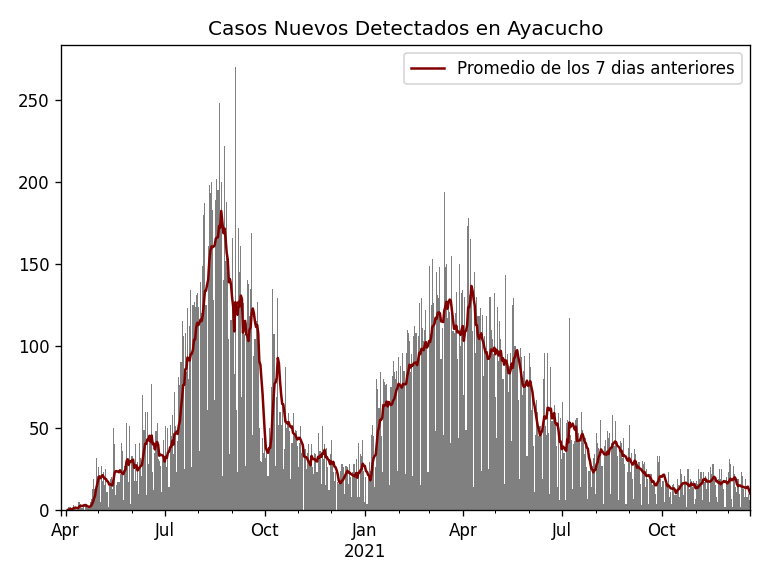 Casos Nuevos Detectados en Ayacucho
Promedio de los 7 dias anteriores
250
200
150
100
50
0
Apr Jul Oct Jan Apr Jul Oct
2021